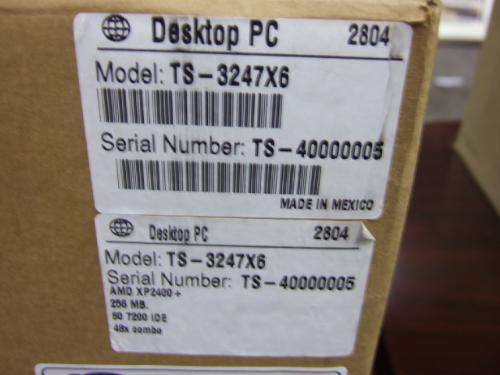 Desktop PC 2804
Model: TS-3247X6
Serial Number: TS-40000005
MADE IN MEXICO
Desktop PC 2804
Model: TS-3247X6
Serial Number: TS-40000005
AMD XP2400+
256 MB.
60 7200 IDE
48x combo